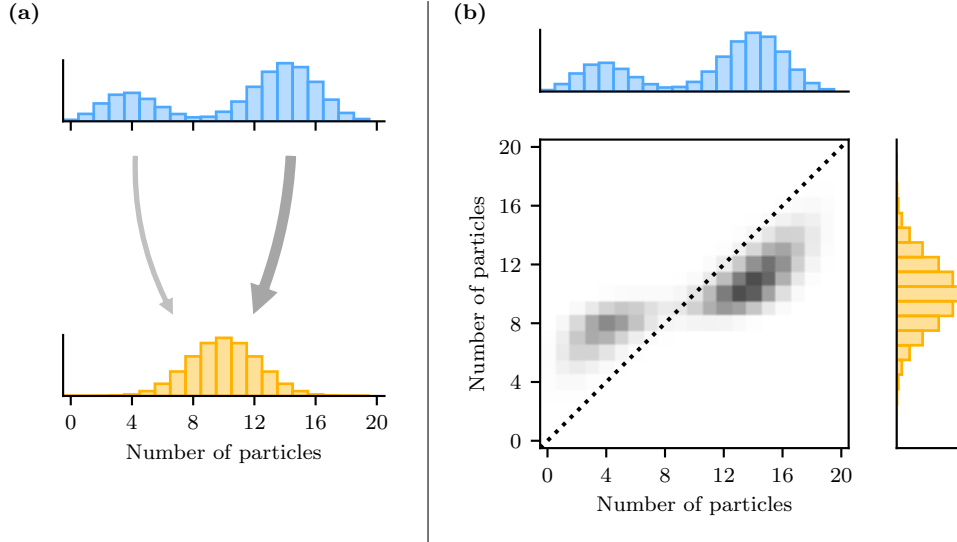 (a)
0 4 8 12 16 20
Number of particles
(b)
20
16
12
8
4
0
Number of particles
0 4 8 12 16 20
Number of particles